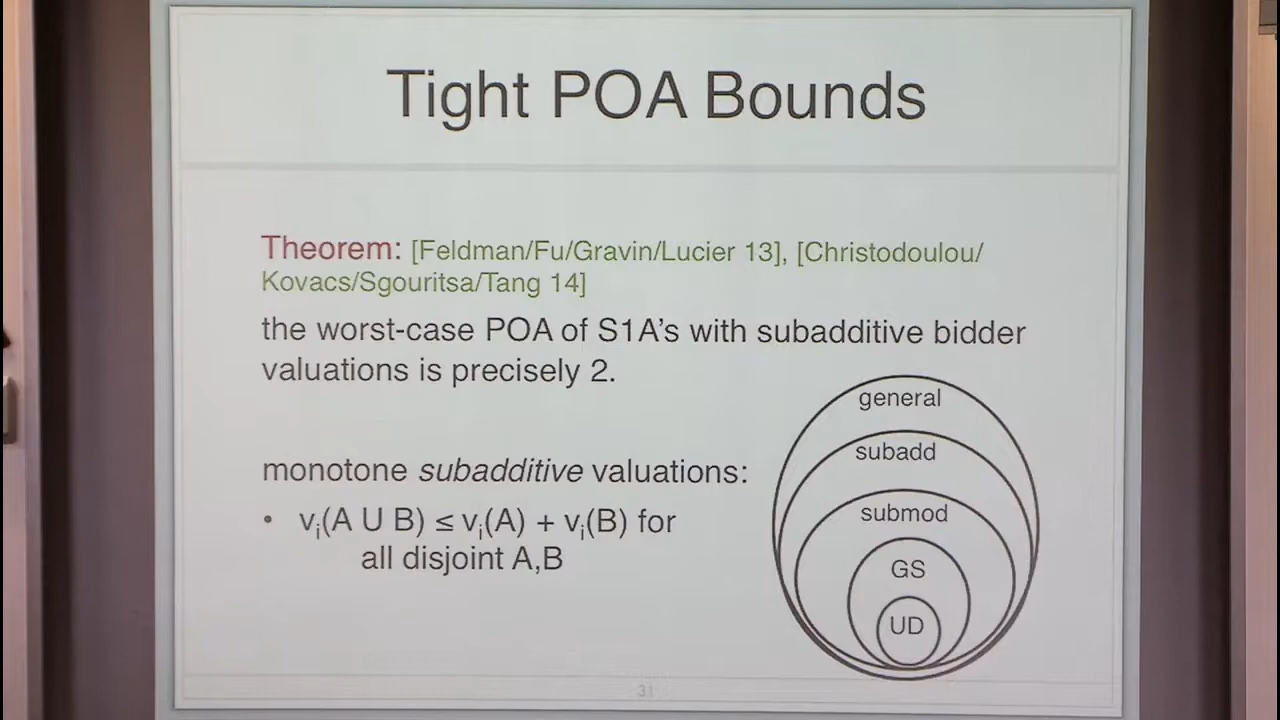 Tight POA Bounds
Theorem: [Feldman/Fu/Gravin/Lucier 13], [Christodoulou/
Kovacs/Sgouritsa/Tang 14]
the worst-case POA of S1A's with subadditive bidder
valuations is precisely 2.
monotone subadditive valuations:
• vi(A U B) ≤ vi(A) + vi(B) for
all disjoint A,B
general
subadd
submod
GS
UD
31